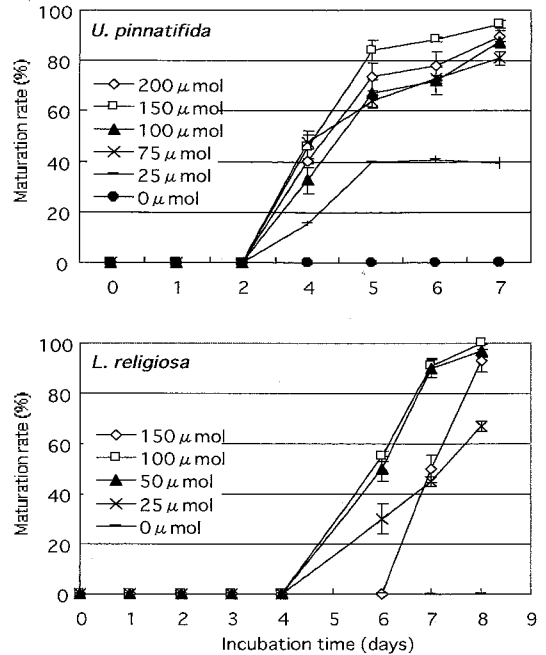 U. pinnatifida
Maturation rate (%)
100
80
60
40
20
0
200 μ mol
150 μ mol
100 μ mol
75 μ mol
25 μ mol
0 μ mol
0 1 2 4 5 6 7
L. religiosa
Maturation rate (%)
100
80
60
40
20
0
150 μ mol
100 μ mol
50 μ mol
25 μ mol
0 μ mol
0 1 2 3 4 5 6 7 8 9
Incubation time (days)